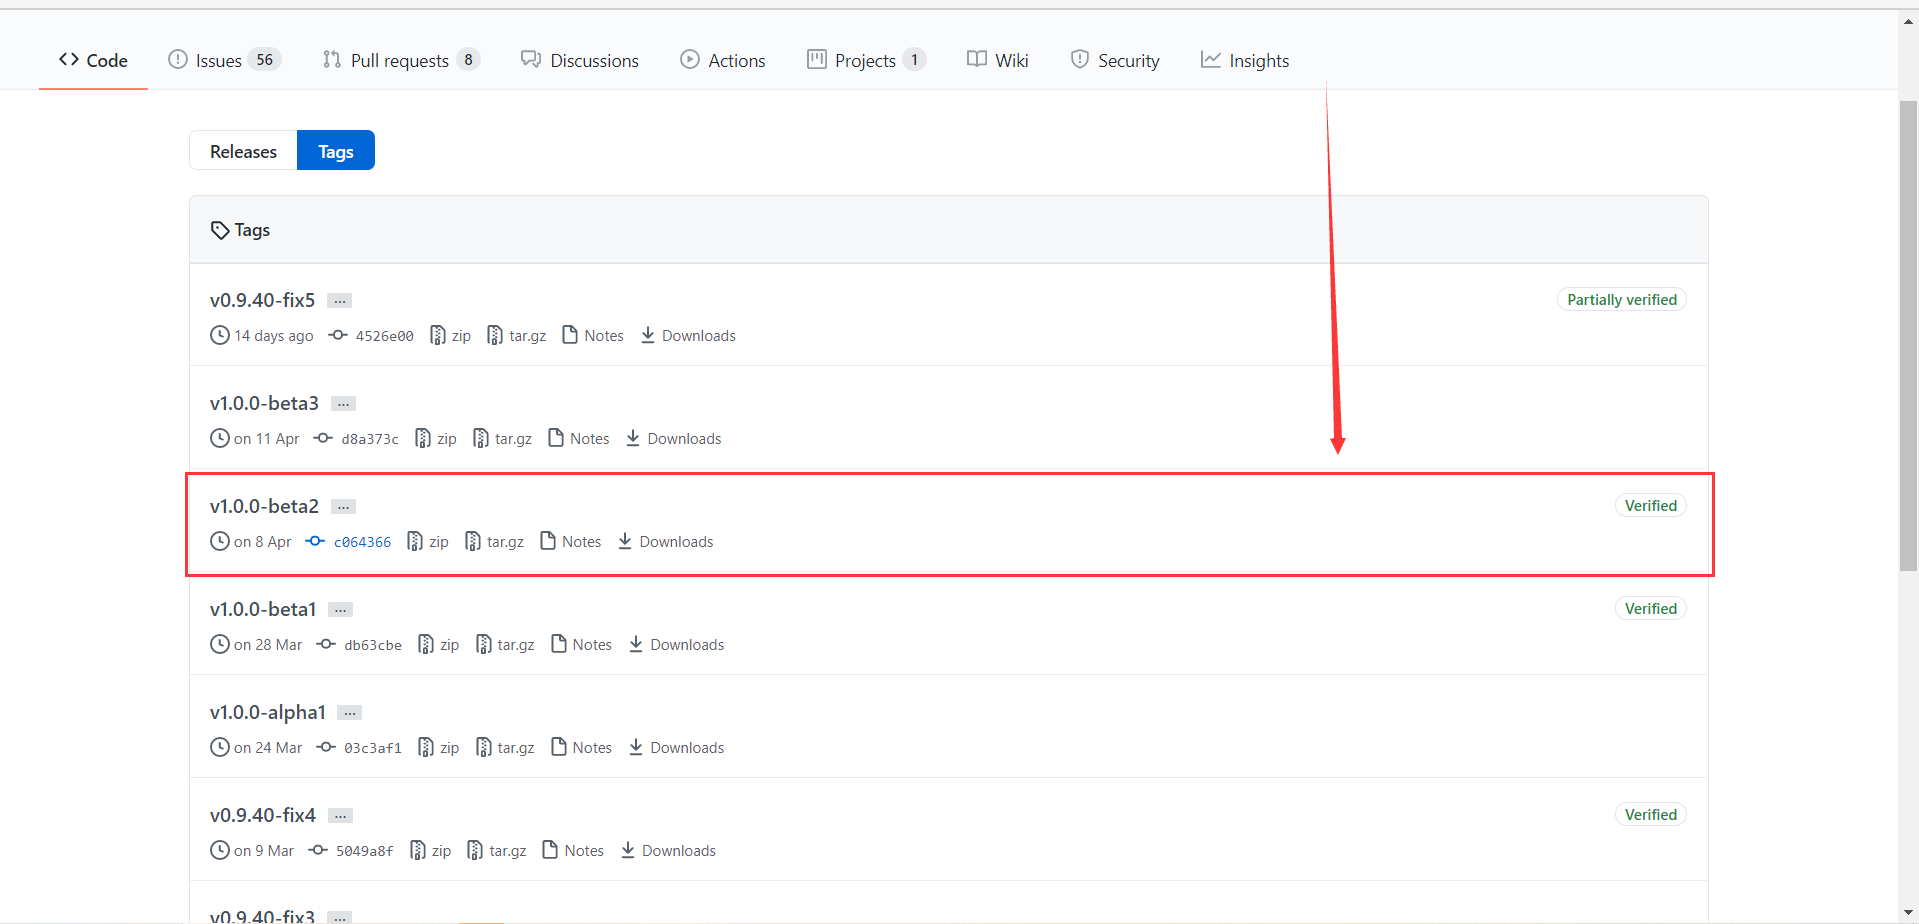 Code Issues 56 Pull requests 8 Discussions Actions Projects 1 Wiki Security Insights
Releases Tags
Tags
v0.9.40-fix5 ... Partially verified
14 days ago 4526e00 zip tar.gz Notes Downloads
v1.0.0-beta3 ...
on 11 Apr d8a373c zip tar.gz Notes Downloads
v1.0.0-beta2 ... Verified
on 8 Apr c064366 zip tar.gz Notes Downloads
v1.0.0-beta1 ... Verified
on 28 Mar db63cbe zip tar.gz Notes Downloads
v1.0.0-alpha1 ...
on 24 Mar 03c3af1 zip tar.gz Notes Downloads
v0.9.40-fix4 ... Verified
on 9 Mar 5049a8f zip tar.gz Notes Downloads
v0.9.40-fix3 ...